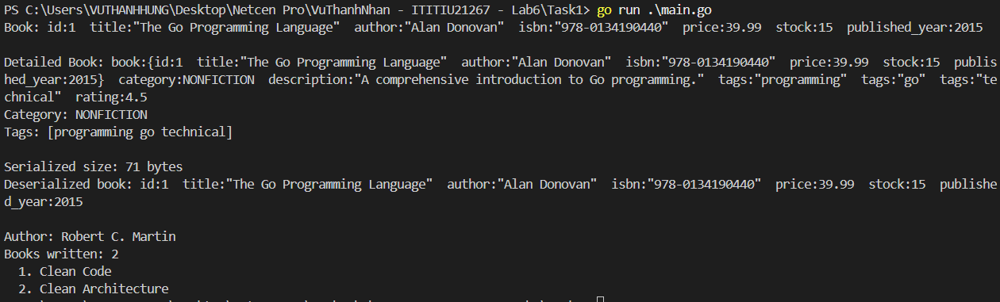 PS C:\Users\VUTHANHHUNG\Desktop\Netcen Pro\VuThanhNhan - ITITIU21267 - Lab6\Task1> go run .\main.go
Book: id:1  title:"The Go Programming Language"  author:"Alan Donovan"  isbn:"978-0134190440"  price:39.99  stock:15  published_year:2015
Detailed Book: book:{id:1  title:"The Go Programming Language"  author:"Alan Donovan"  isbn:"978-0134190440"  price:39.99  stock:15  publis
hed_year:2015}  category:NONFICTION  description:"A comprehensive introduction to Go programming."  tags:"programming"  tags:"go"  tags:"te
chnical"  rating:4.5
Category: NONFICTION
Tags: [programming go technical]
Serialized size: 71 bytes
Deserialized book: id:1  title:"The Go Programming Language"  author:"Alan Donovan"  isbn:"978-0134190440"  price:39.99  stock:15  publishe
d_year:2015
Author: Robert C. Martin
Books written: 2
  1. Clean Code
  2. Clean Architecture